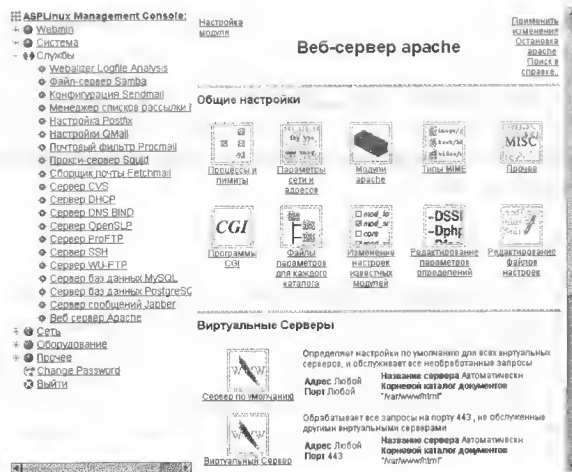 ASPLinux Management Console:
Webmin
Система
Службы
Webalizer Logfile Analysis
Файл-сервер Samba
Конфигурация Sendmail
Менеджер списков рассылки
Настройка Postfix
Настройки QMail
Почтовый фильтр Procmail
Прокси-сервер Squid
Сборщик почты Fetchmail
Сервер CVS
Сервер DHCP
Сервер DNS BIND
Сервер OpenSLP
Сервер ProFTP
Сервер SSH
Сервер WU-FTP
Сервер баз данных MySQL
Сервер баз данных PostgreSC
Сервер сообщений Jabber
Веб сервер Apache
Сеть
Оборудование
Прочее
Change Password
Выйти
Настройка
модуля
Веб-сервер apache
Применить
изменения
Остановка
apache
Поиск в
справке..
Общие настройки
MISC
Процессы и
лимиты
Параметры
сети и
адресов
Модули
apache
Типы MIME
Прочее
CGI
-DSSI
-Dphp
Программы
CGI
Файлы
параметров
для каждого
каталога
Изменение
настроек
известных
модулей
Редактирование
параметров
определений
Редактирование
файлов
настроек
Виртуальные Серверы
Сервер по умолчанию
Определяет настройки по умолчанию для всех виртуальных
серверов, и обслуживает все необработанные запросы
Адрес Любой
Порт Любой
Название сервера Автоматически
Корневой каталог документов
"/var/www/html"
Виртуальный Сервер
Обрабатывает все запросы на порту 443 , не обслуженные
другими виртуальными серверами
Адрес Любой
Порт 443
Название сервера Автоматически
Корневой каталог документов
"/var/www/html"